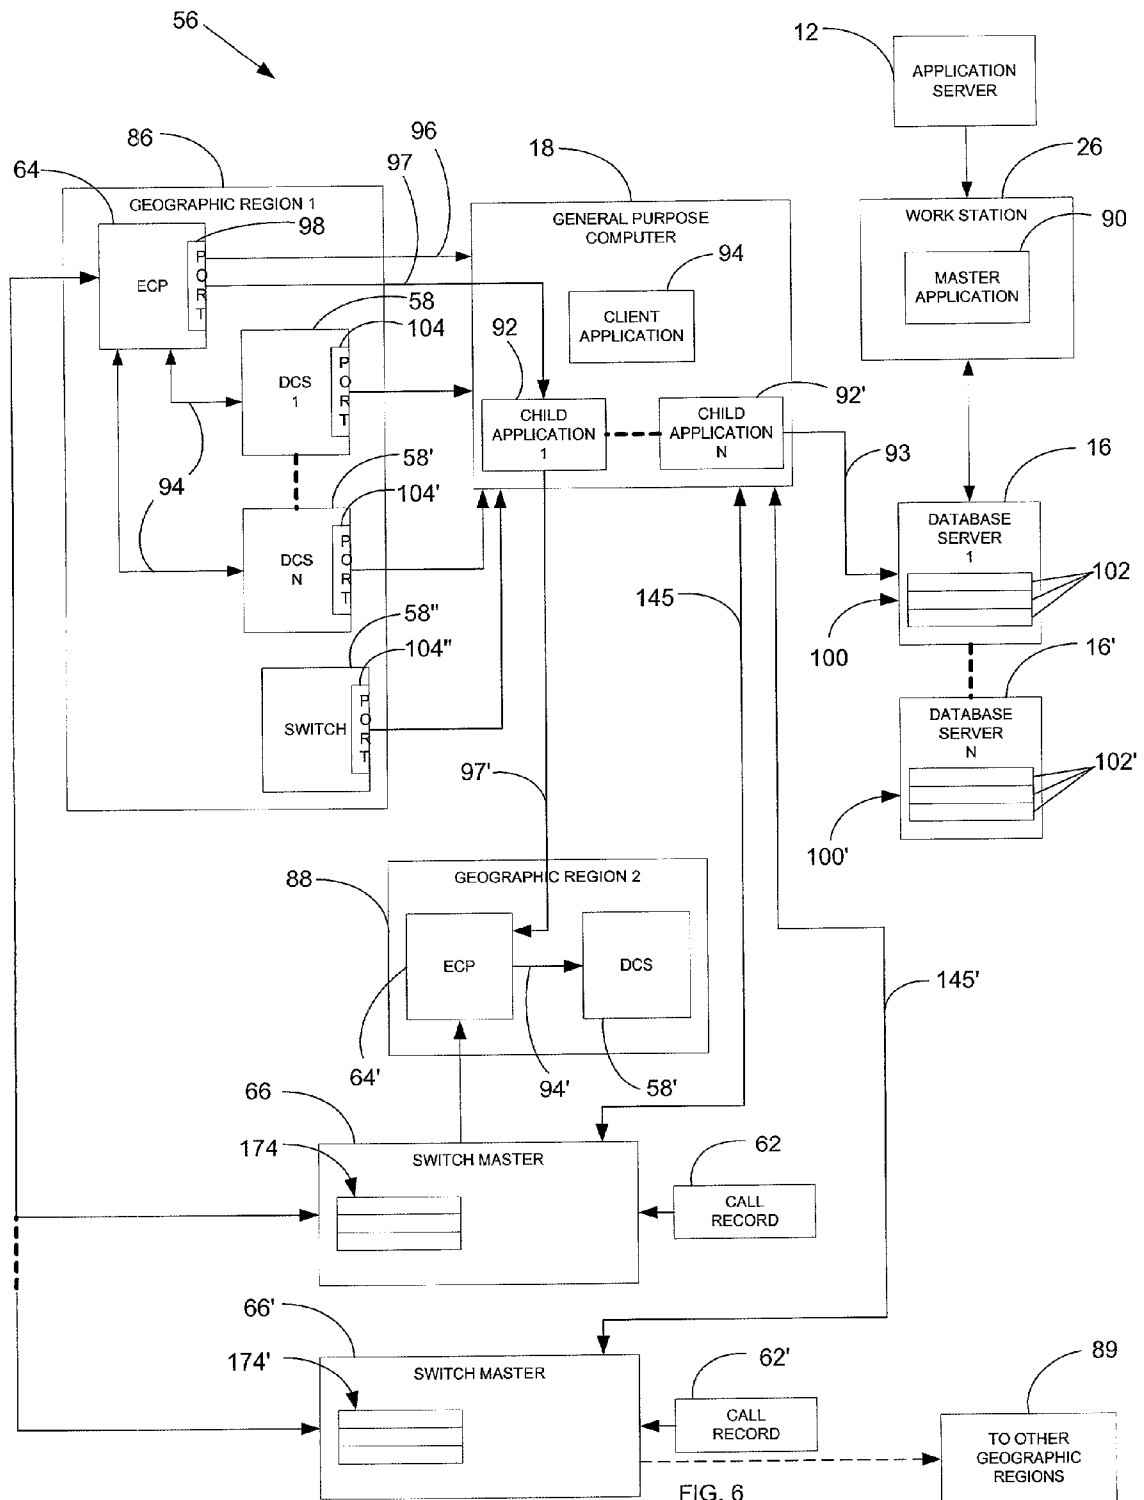 56
12
APPLICATION
SERVER
86
96
97
18
26
64
GEOGRAPHIC REGION 1
98
ECP
PORT
GENERAL PURPOSE
COMPUTER
94
CLIENT
APPLICATION
WORK STATION
90
MASTER
APPLICATION
58
104
92
DCS
1
PORT
CHILD
APPLICATION
1
92'
CHILD
APPLICATION
N
93
16
94
58'
104'
DCS
N
PORT
DATABASE
SERVER
1
102
145
100
58"
104"
SWITCH
PORT
16'
DATABASE
SERVER
N
97'
102'
100'
88
GEOGRAPHIC REGION 2
ECP
DCS
145'
64'
94'
58'
66
174
SWITCH MASTER
62
CALL
RECORD
66'
174'
SWITCH MASTER
62'
CALL
RECORD
89
TO OTHER
GEOGRAPHIC
REGIONS
FIG. 6